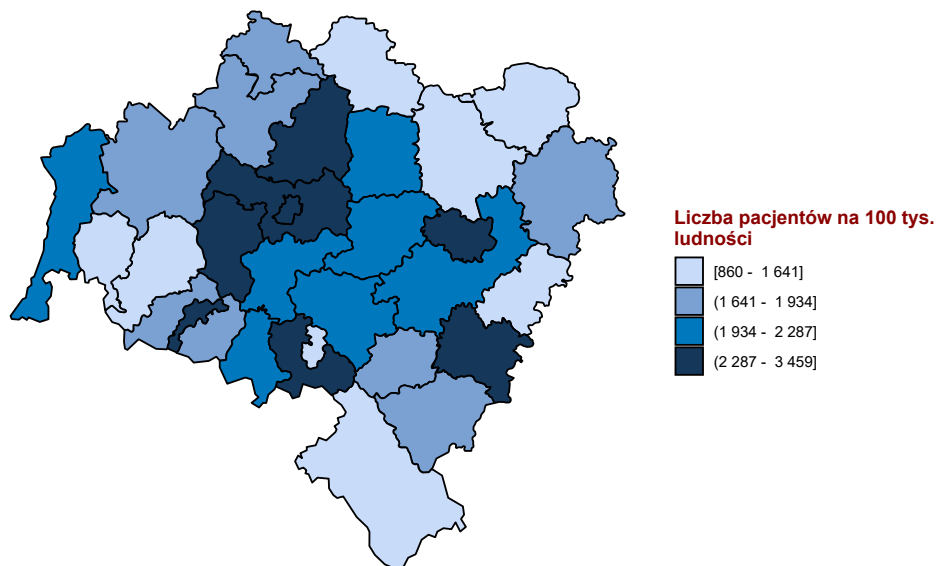 Liczba pacjentów na 100 tys.
ludności
[860 - 1 641]
(1 641 - 1 934]
(1 934 - 2 287]
(2 287 - 3 459]